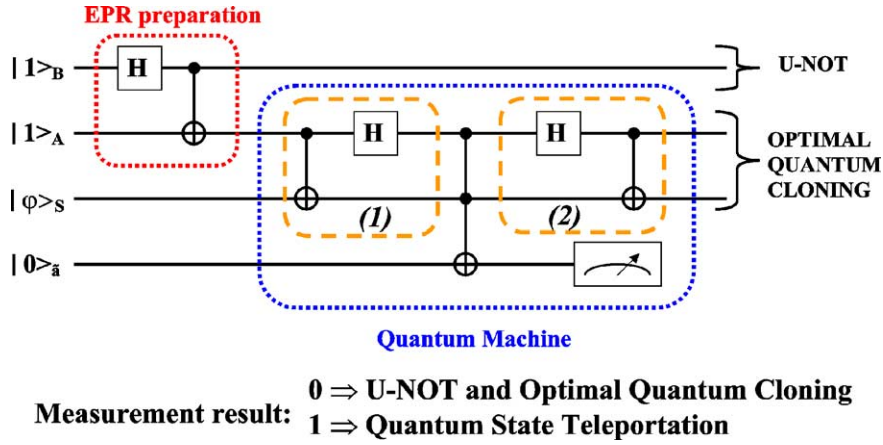 EPR preparation
|1>B H U-NOT
|1>A H H OPTIMAL
QUANTUM
CLONING
|φ>S (1) (2)
|0>ã
Quantum Machine
Measurement result: 0 ⇒ U-NOT and Optimal Quantum Cloning
1 ⇒ Quantum State Teleportation